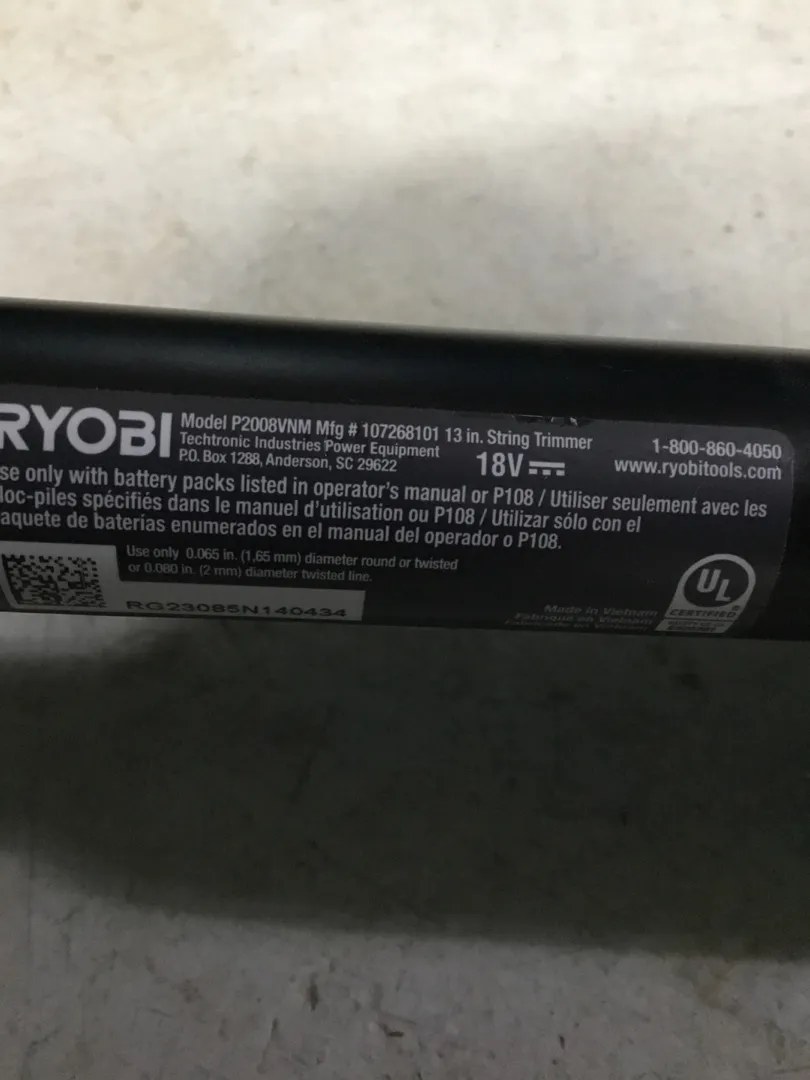 RYOBI
Model P2008VNM Mfg # 107268101 13 in. String Trimmer
Techtronic Industries Power Equipment
P.O. Box 1288, Anderson, SC 29622
18V
1-800-860-4050
www.ryobitools.com
se only with battery packs listed in operator's manual or P108 / Utiliser seulement avec les
loc-piles spécifiés dans le manuel d'utilisation ou P108 / Utilizar sólo con el
aquete de baterías enumerados en el manual del operador o P108.
Use only 0.065 in. (1,65 mm) diameter round or twisted
or 0.080 in. (2 mm) diameter twisted line.
RG23085N140434
Made in Vietnam
Fabriqué au Vietnam
Fabricado en Vietnam
UL
CERTIFIED